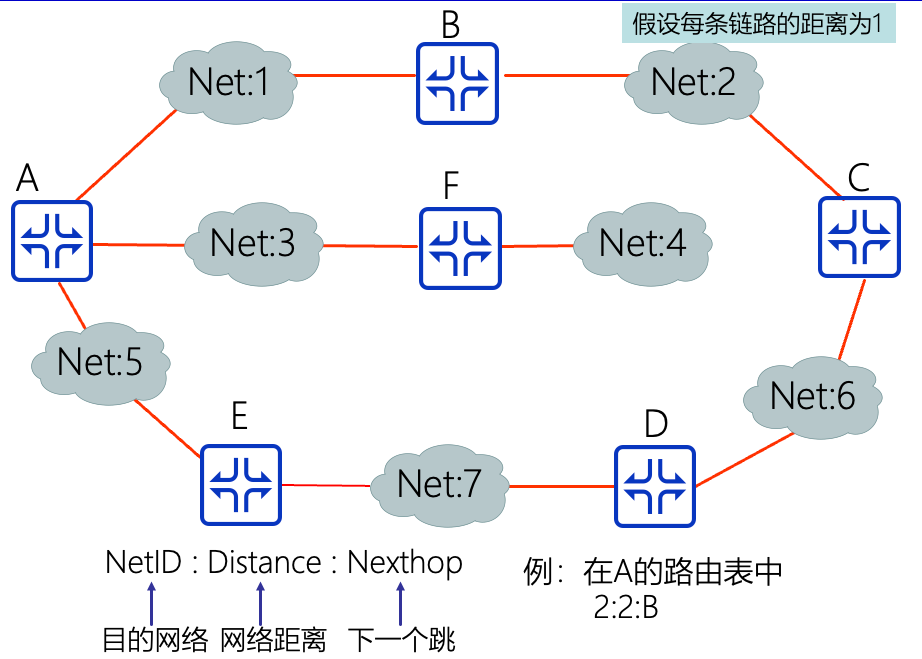 假设每条链路的距离为1
B
Net:1
Net:2
A
F
C
Net:3
Net:4
Net:5
Net:6
E
D
Net:7
NetID : Distance : Nexthop
目的网络 网络距离 下一个跳
例：在A的路由表中
2:2:B